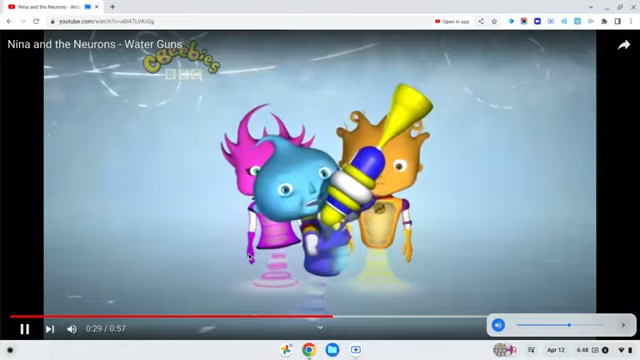 Nina and the Neurons - Wat
youtube.com/watch?v=a0I47LVXrGg
Open in app
Nina and the Neurons - Water Guns
CBeebies
BBC
0:29 / 0:57
Apr 12
6:48